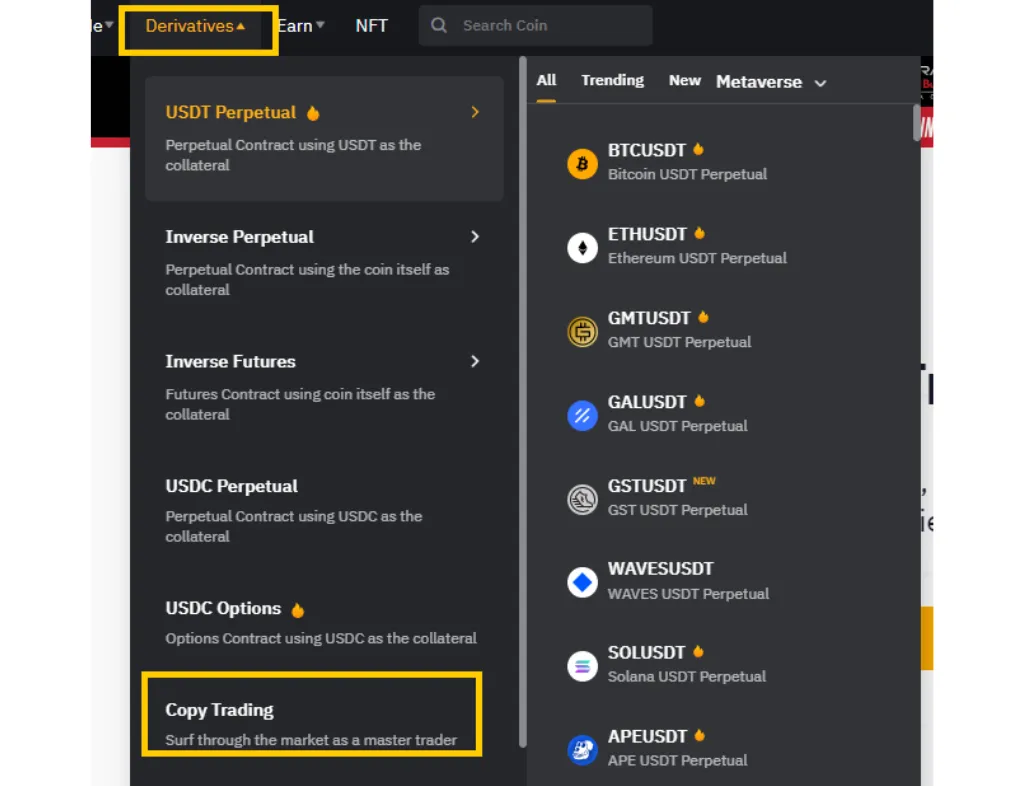 Derivatives
Earn
NFT
Search Coin
USDT Perpetual
Perpetual Contract using USDT as the
collateral
Inverse Perpetual
Perpetual Contract using the coin itself as
collateral
Inverse Futures
Futures Contract using coin itself as the
collateral
USDC Perpetual
Perpetual Contract using USDC as the
collateral
USDC Options
Options Contract using USDC as the collateral
Copy Trading
Surf through the market as a master trader
All Trending New Metaverse
BTCUSDT
Bitcoin USDT Perpetual
ETHUSDT
Ethereum USDT Perpetual
GMTUSDT
GMT USDT Perpetual
GALUSDT
GAL USDT Perpetual
GSTUSDT NEW
GST USDT Perpetual
WAVESUSDT
WAVES USDT Perpetual
SOLUSDT
Solana USDT Perpetual
APEUSDT
APE USDT Perpetual